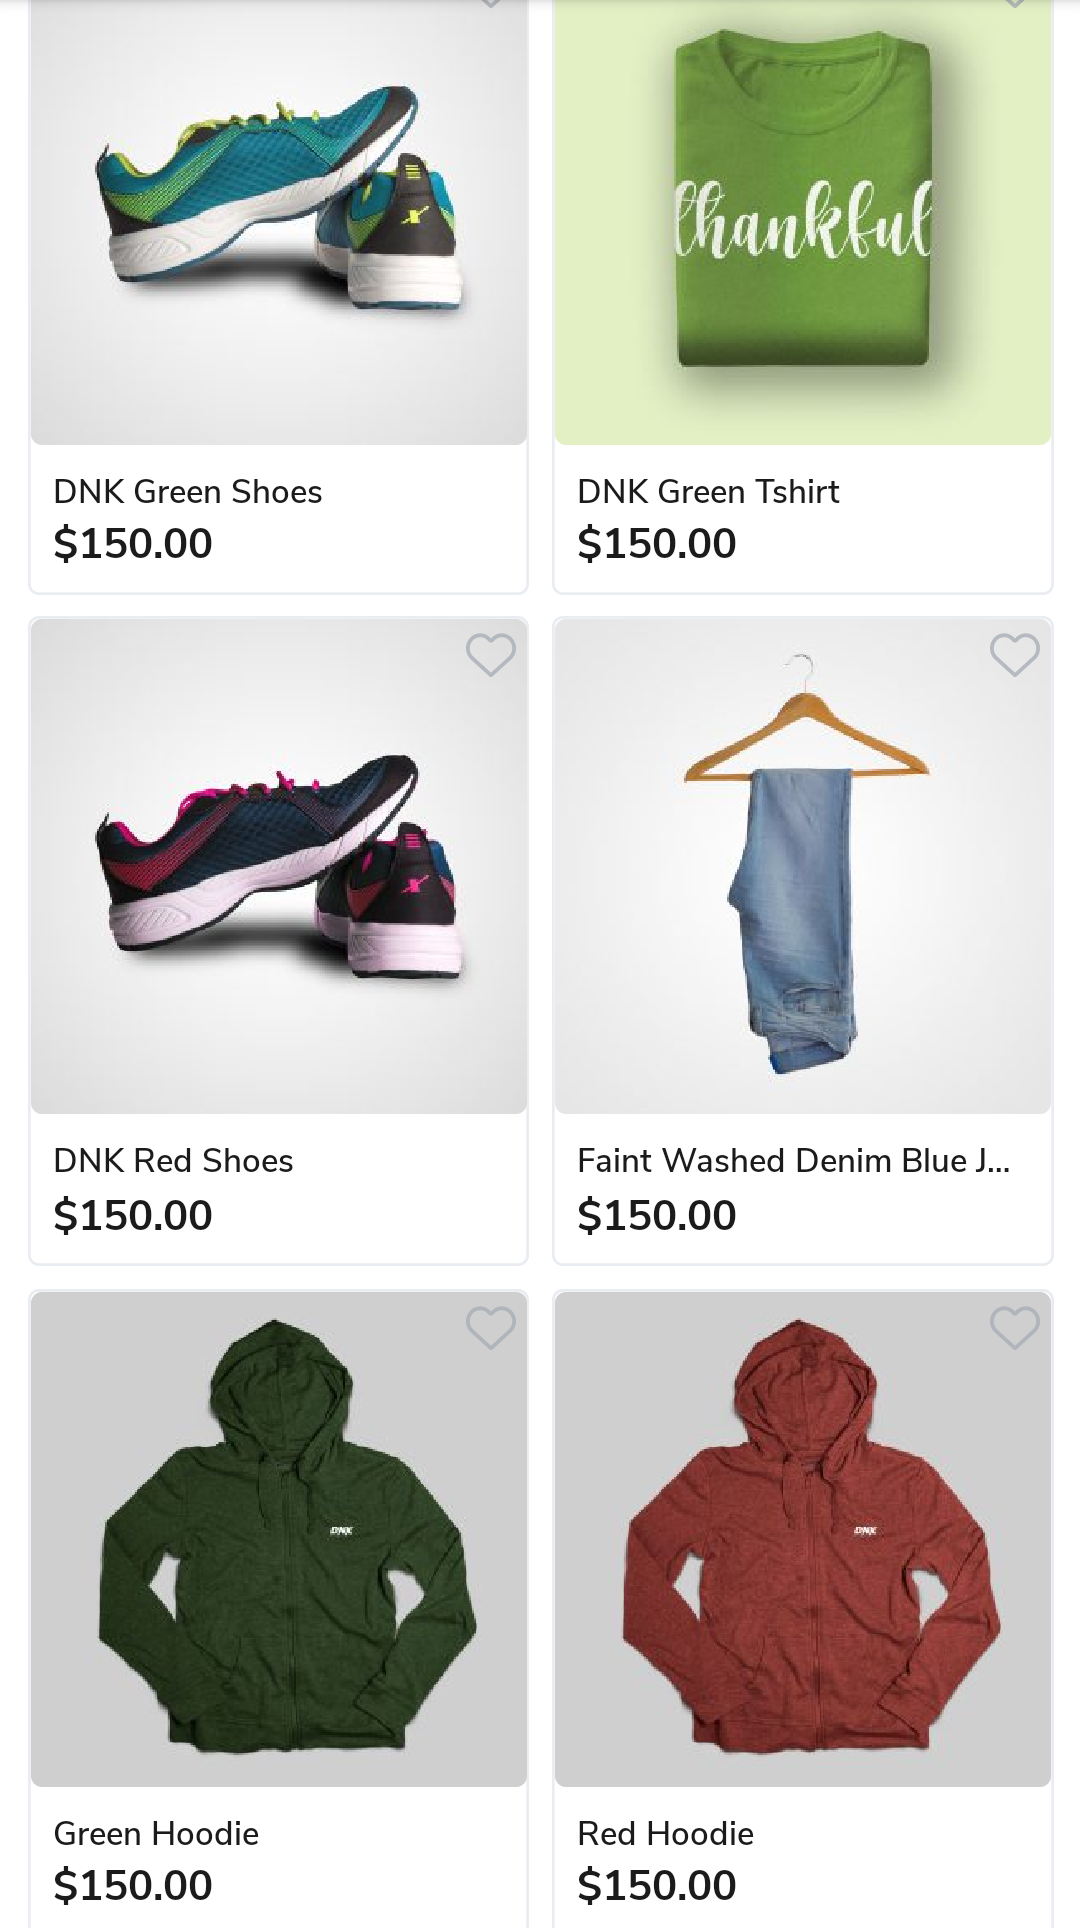 thankful
DNK Green Shoes
$150.00
DNK Green Tshirt
$150.00
DNK Red Shoes
$150.00
Faint Washed Denim Blue J...
$150.00
DNK
DNK
Green Hoodie
$150.00
Red Hoodie
$150.00